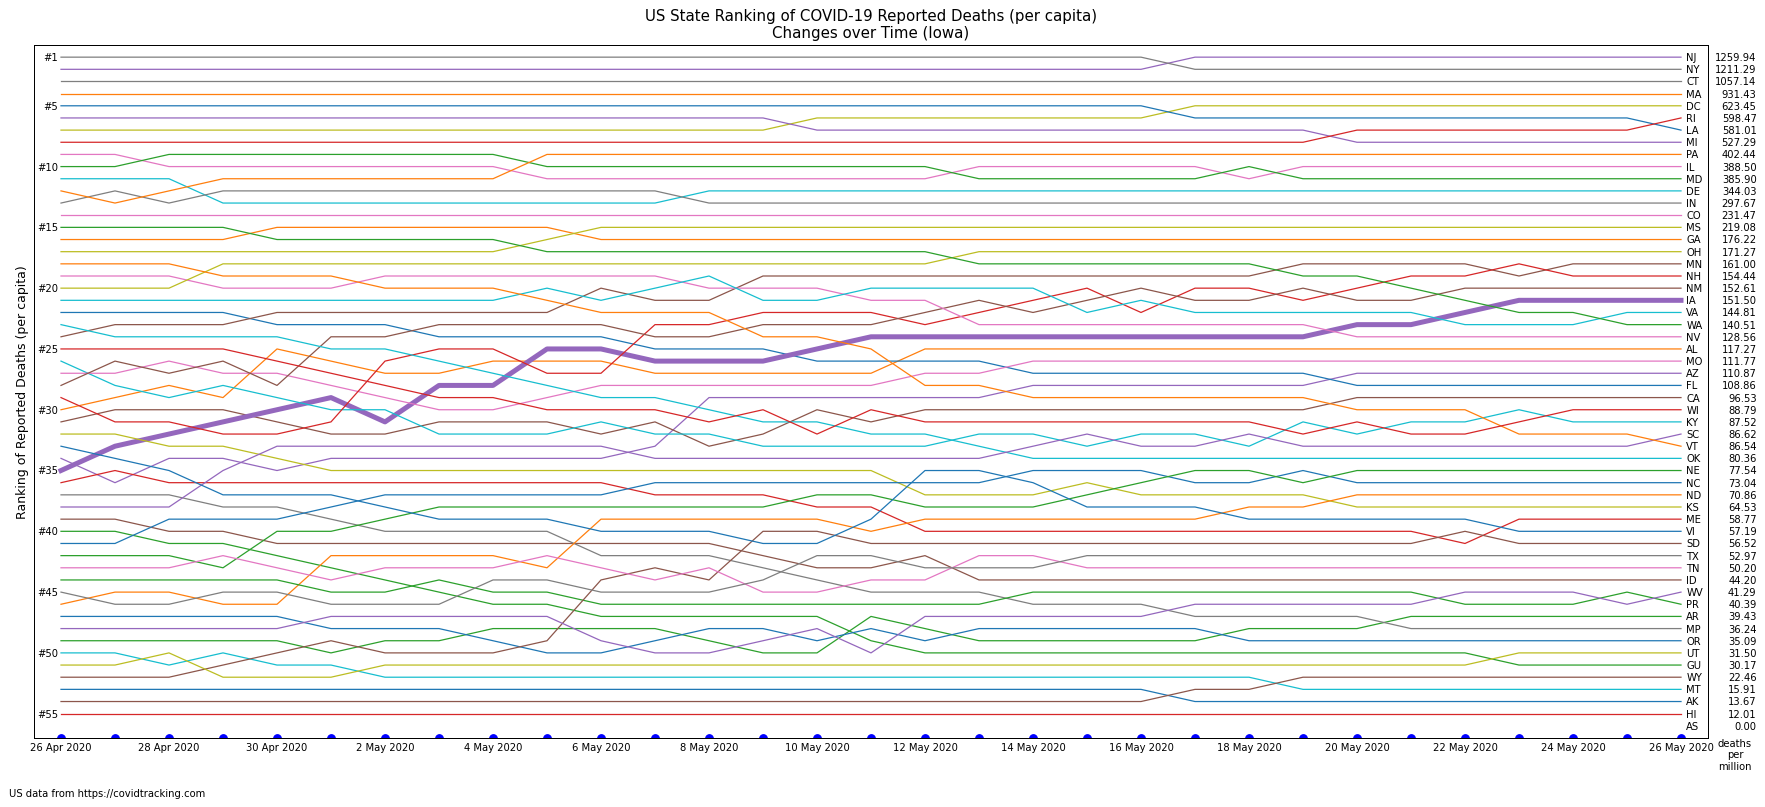 US State Ranking of COVID-19 Reported Deaths (per capita)
Changes over Time (Iowa)
Ranking of Reported Deaths (per capita)
#1
#5
#10
#15
#20
#25
#30
#35
#40
#45
#50
#55
NJ 1259.94
NY 1211.29
CT 1057.14
MA 931.43
DC 623.45
RI 598.47
LA 581.01
MI 527.29
PA 402.44
IL 388.50
MD 385.90
DE 344.03
IN 297.67
CO 231.47
MS 219.08
GA 176.22
OH 171.27
MN 161.00
NH 154.44
NM 152.61
IA 151.50
VA 144.81
WA 140.51
NV 128.56
AL 117.27
MO 111.77
AZ 110.87
FL 108.86
CA 96.53
WI 88.79
KY 87.52
SC 86.62
VT 86.54
OK 80.36
NE 77.54
NC 73.04
ND 70.86
KS 64.53
ME 58.77
VI 57.19
SD 56.52
TX 52.97
TN 50.20
ID 44.20
WV 41.29
PR 40.39
AR 39.43
MP 36.24
OR 35.09
UT 31.50
GU 30.17
WY 22.46
MT 15.91
AK 13.67
HI 12.01
AS 0.00
26 Apr 2020 28 Apr 2020 30 Apr 2020 2 May 2020 4 May 2020 6 May 2020 8 May 2020 10 May 2020 12 May 2020 14 May 2020 16 May 2020 18 May 2020 20 May 2020 22 May 2020 24 May 2020 26 May 2020
deaths
per
million
US data from https://covidtracking.com